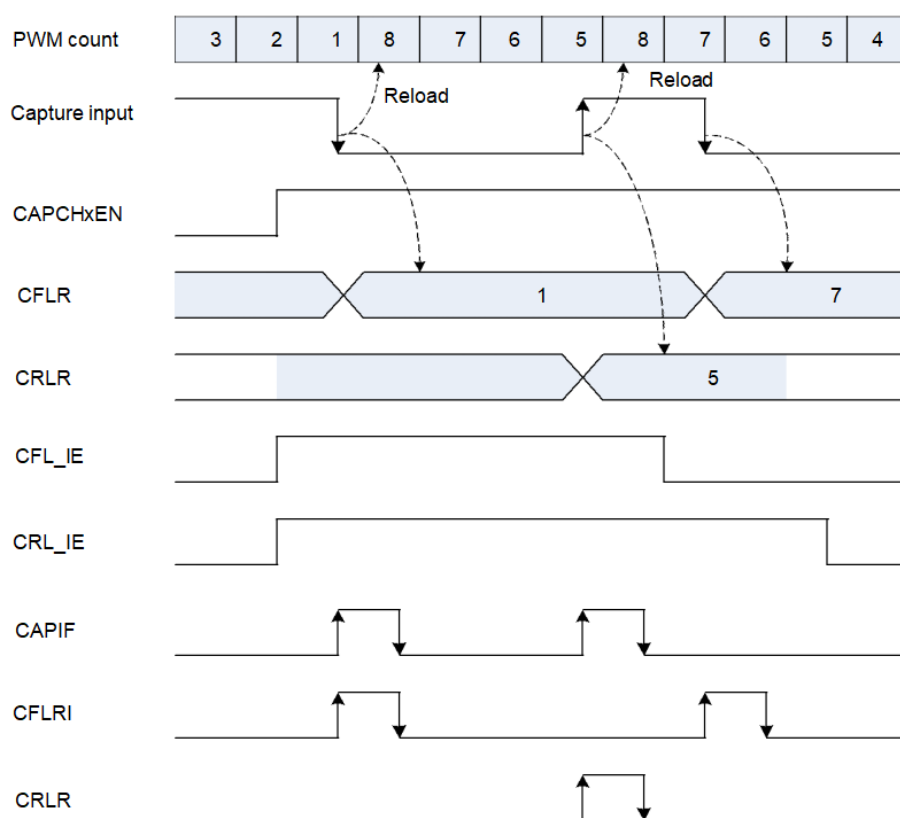 PWM count 3 2 1 8 7 6 5 8 7 6 5 4
Reload
Reload
Capture input
CAPCHxEN
CFLR 1 7
CRLR 5
CFL_IE
CRL_IE
CAPIF
CFLRI
CRLR